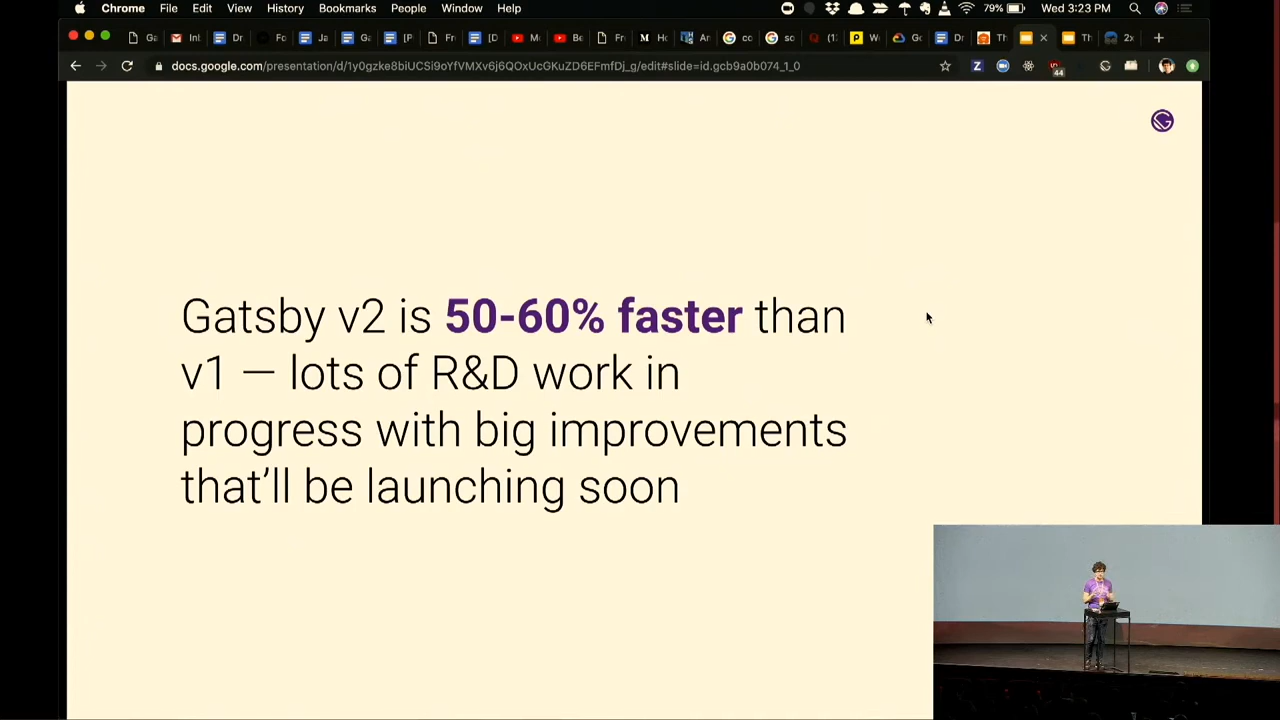 Chrome File Edit View History Bookmarks People Window Help 79% Wed 3:23 PM
docs.google.com/presentation/d/1y0gzke8biUCSi9oYfVMXv6j6QOxUcGKuZD6EFmfDj_g/edit#slide=id.gcb9a0b074_1_0
44
Gatsby v2 is 50-60% faster than
v1 — lots of R&D work in
progress with big improvements
that'll be launching soon